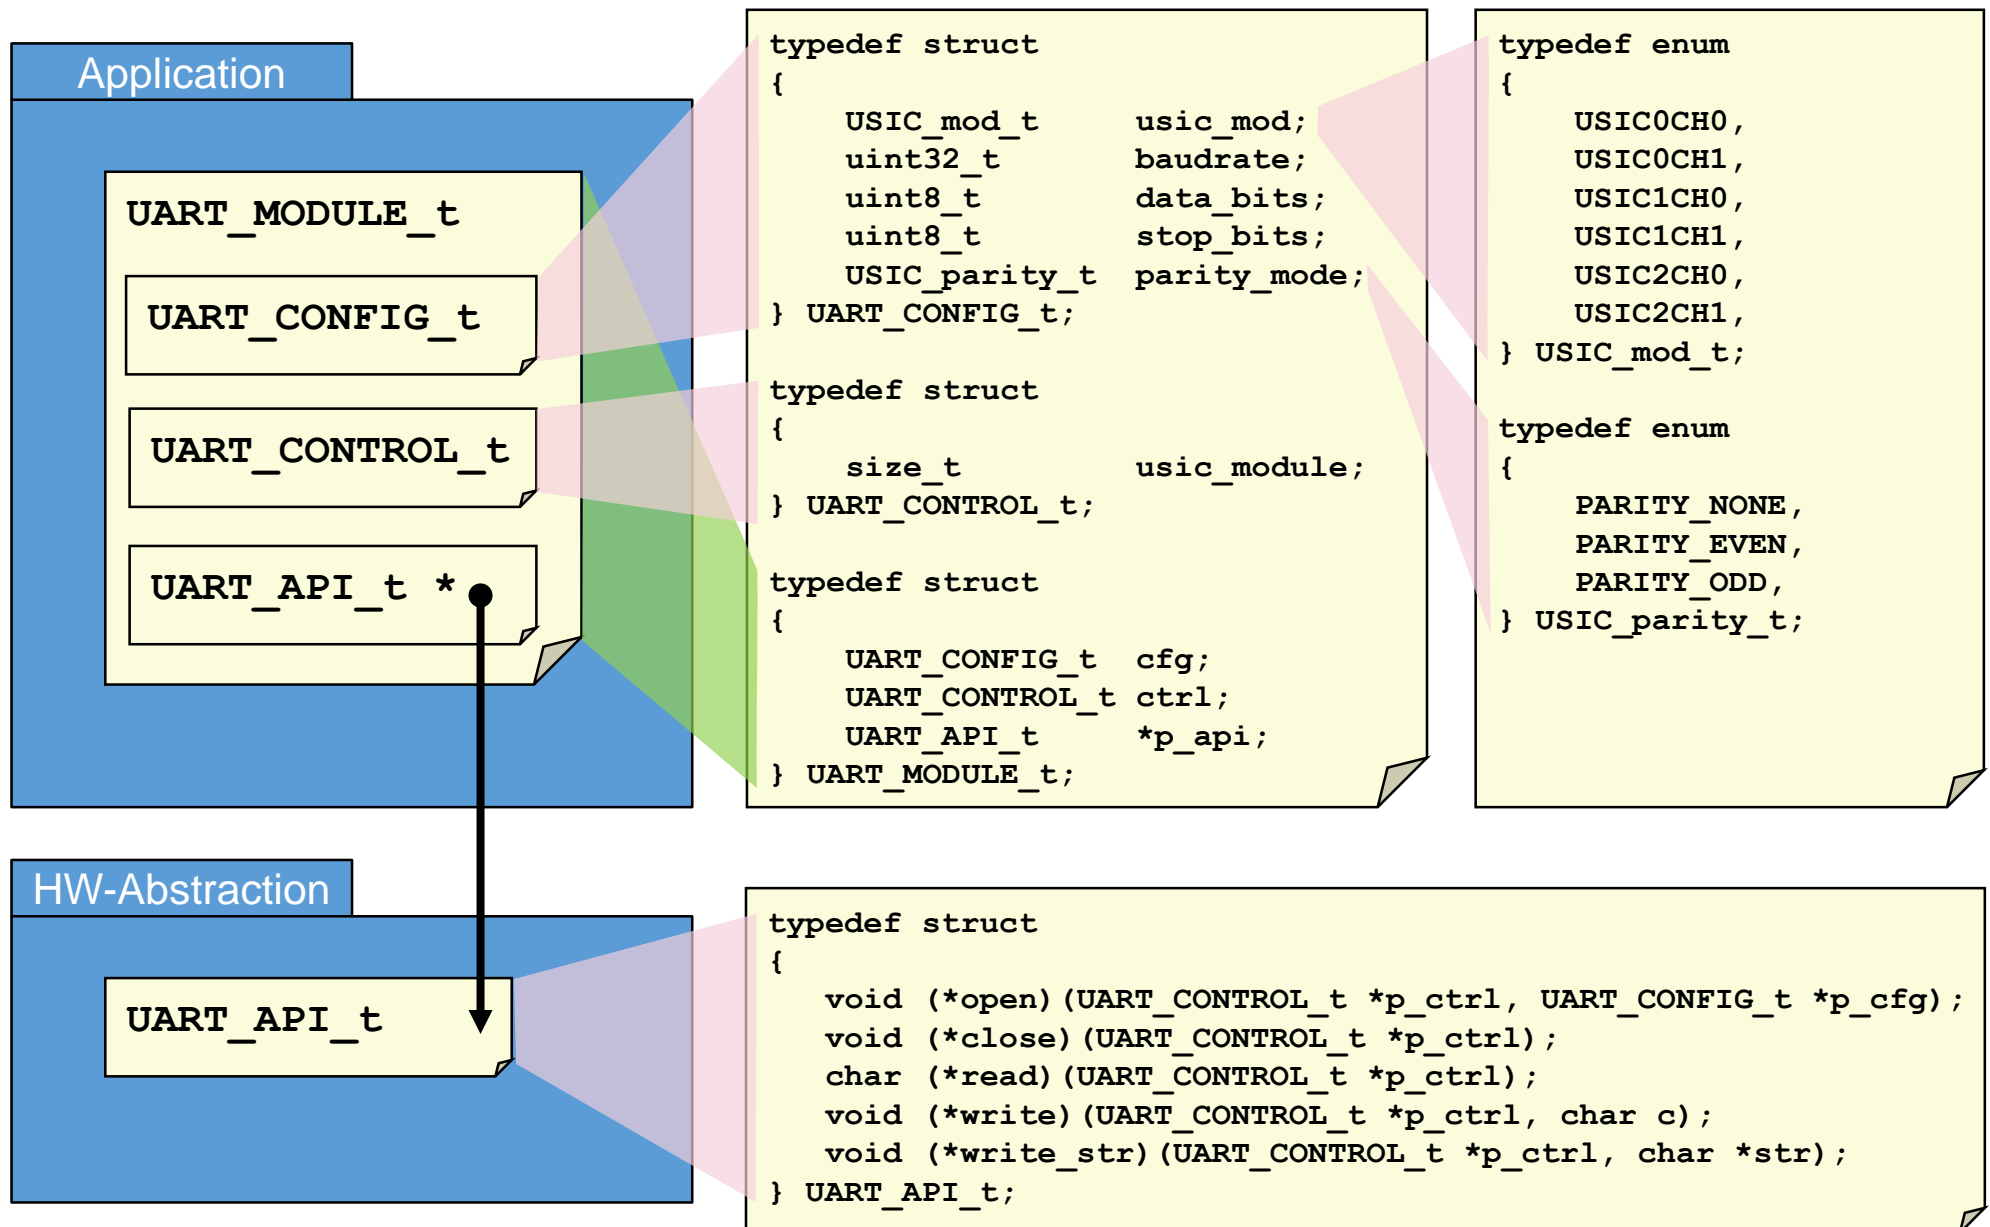 Application
UART_MODULE_t
UART_CONFIG_t
UART_CONTROL_t
UART_API_t *
typedef struct
{
    USIC_mod_t     usic_mod;
    uint32_t       baudrate;
    uint8_t        data_bits;
    uint8_t        stop_bits;
    USIC_parity_t  parity_mode;
} UART_CONFIG_t;
typedef struct
{
    size_t         usic_module;
} UART_CONTROL_t;
typedef struct
{
    UART_CONFIG_t  cfg;
    UART_CONTROL_t ctrl;
    UART_API_t     *p_api;
} UART_MODULE_t;
typedef enum
{
    USIC0CH0,
    USIC0CH1,
    USIC1CH0,
    USIC1CH1,
    USIC2CH0,
    USIC2CH1,
} USIC_mod_t;
typedef enum
{
    PARITY_NONE,
    PARITY_EVEN,
    PARITY_ODD,
} USIC_parity_t;
HW-Abstraction
UART_API_t
typedef struct
{
   void (*open)(UART_CONTROL_t *p_ctrl, UART_CONFIG_t *p_cfg);
   void (*close)(UART_CONTROL_t *p_ctrl);
   char (*read)(UART_CONTROL_t *p_ctrl);
   void (*write)(UART_CONTROL_t *p_ctrl, char c);
   void (*write_str)(UART_CONTROL_t *p_ctrl, char *str);
} UART_API_t;